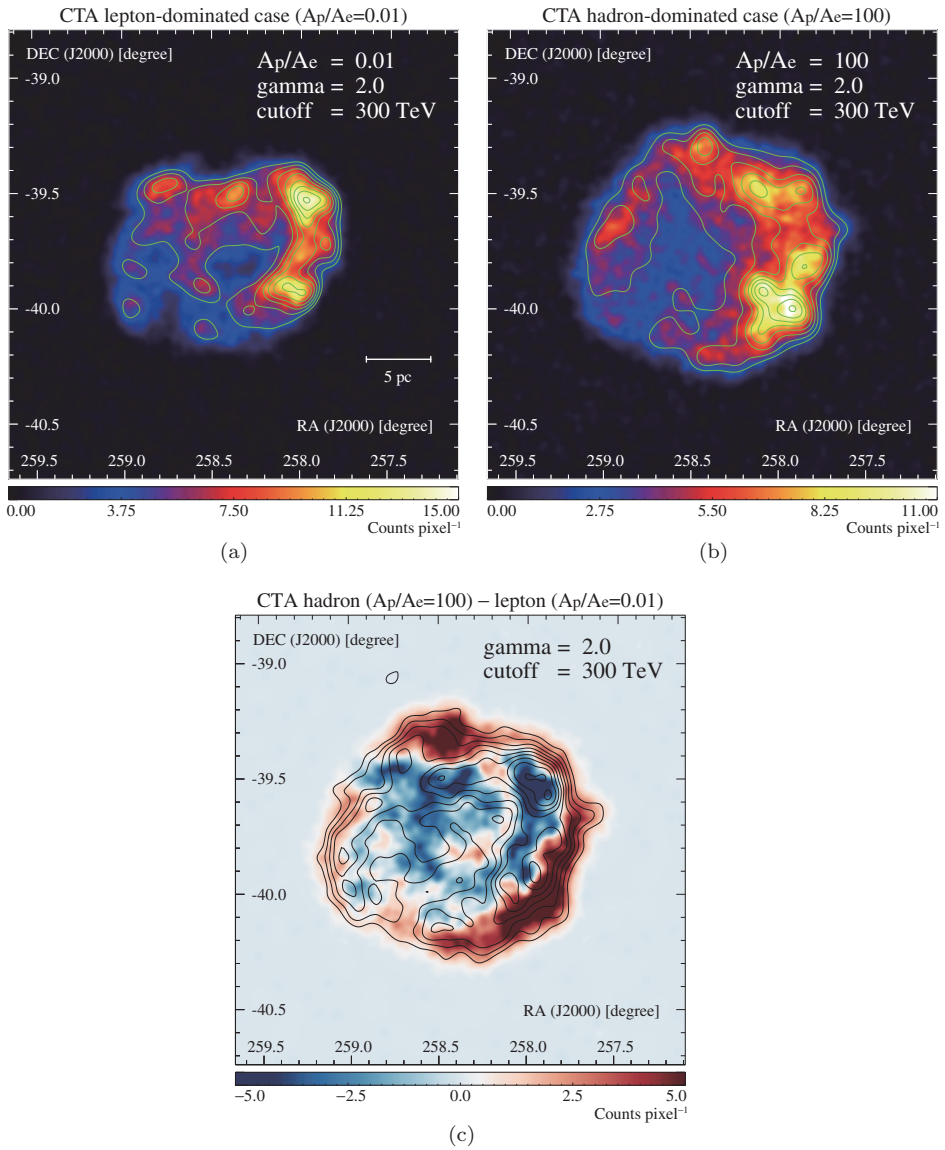 CTA lepton-dominated case (Ap/Ae=0.01)
DEC (J2000) [degree]
Ap/Ae = 0.01
gamma = 2.0
cutoff = 300 TeV
-39.0
-39.5
-40.0
-40.5
5 pc
RA (J2000) [degree]
259.5 259.0 258.5 258.0 257.5
0.00 3.75 7.50 11.25 15.00
Counts pixel⁻¹
(a)
CTA hadron-dominated case (Ap/Ae=100)
DEC (J2000) [degree]
Ap/Ae = 100
gamma = 2.0
cutoff = 300 TeV
-39.0
-39.5
-40.0
-40.5
RA (J2000) [degree]
259.5 259.0 258.5 258.0 257.5
0.00 2.75 5.50 8.25 11.00
Counts pixel⁻¹
(b)
CTA hadron (Ap/Ae=100) – lepton (Ap/Ae=0.01)
DEC (J2000) [degree]
gamma = 2.0
cutoff = 300 TeV
-39.0
-39.5
-40.0
-40.5
RA (J2000) [degree]
259.5 259.0 258.5 258.0 257.5
−5.0 −2.5 0.0 2.5 5.0
Counts pixel⁻¹
(c)